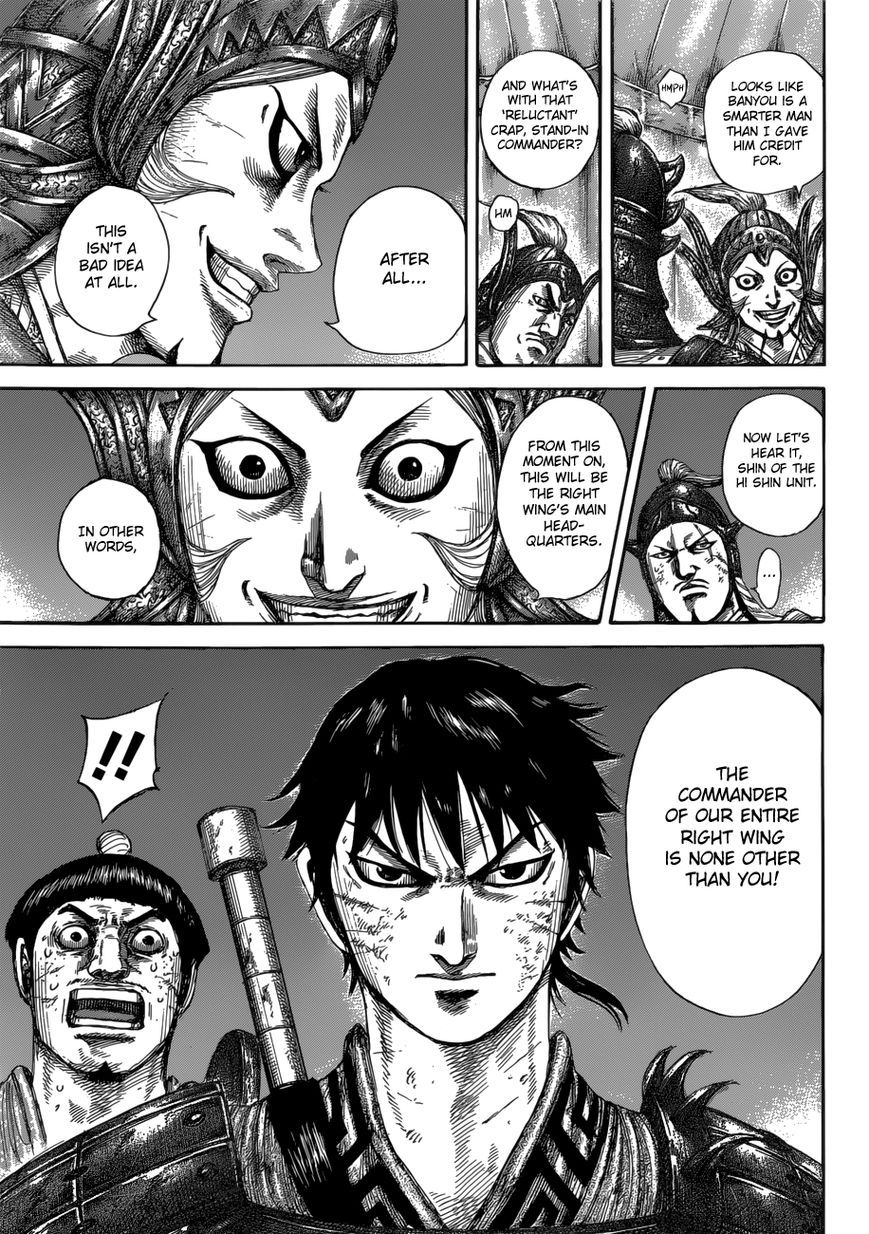 LOOKS LIKE
BANYOU IS A
SMARTER MAN
THAN I GAVE
HIM CREDIT
FOR.
HMPH
AND WHAT'S
WITH THAT
'RELUCTANT'
CRAP, STAND-IN
COMMANDER?
HM
AFTER
ALL...
THIS
ISN'T A
BAD IDEA
AT ALL.
NOW LET'S
HEAR IT,
SHIN OF THE
HI SHIN UNIT.
...
FROM THIS
MOMENT ON,
THIS WILL BE
THE RIGHT
WING'S MAIN
HEAD-
QUARTERS.
IN OTHER
WORDS,
THE
COMMANDER
OF OUR ENTIRE
RIGHT WING
IS NONE OTHER
THAN YOU!
!!